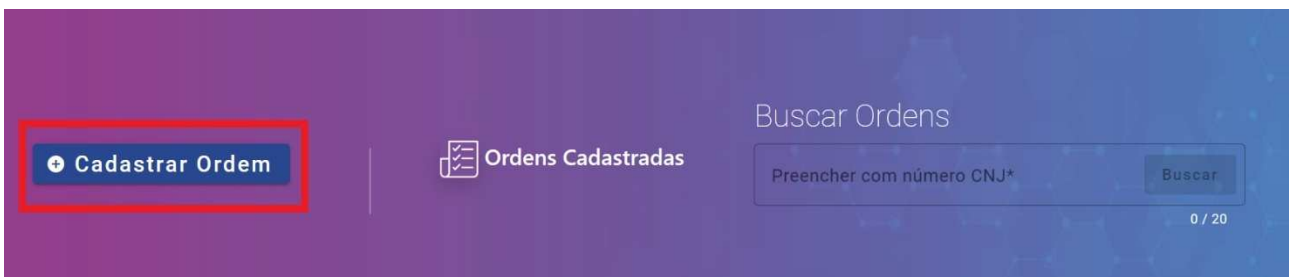 Cadastrar Ordem
Ordens Cadastradas
Buscar Ordens
Preencher com número CNJ*
Buscar
0 / 20